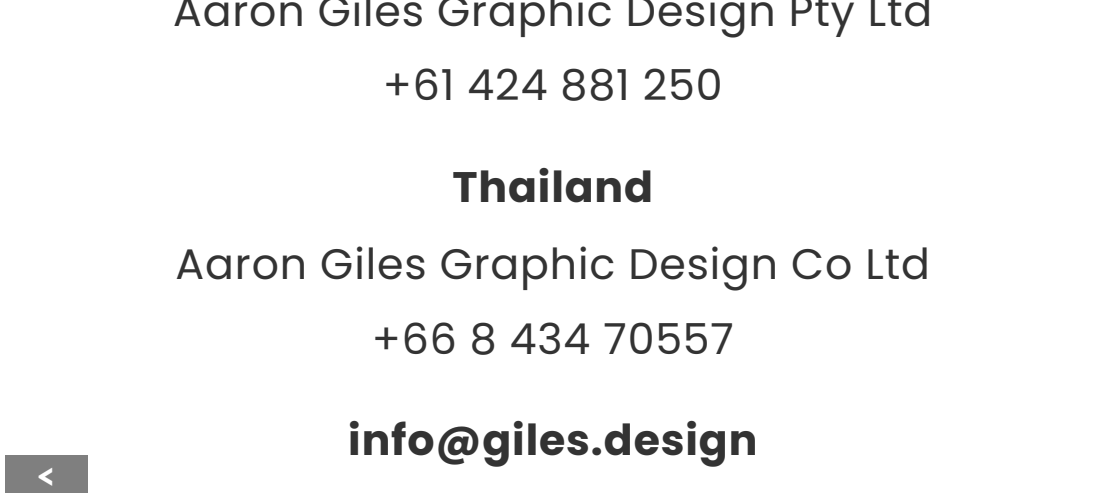 Aaron Giles Graphic Design Pty Ltd
+61 424 881 250
Thailand
Aaron Giles Graphic Design Co Ltd
+66 8 434 70557
info@giles.design
<